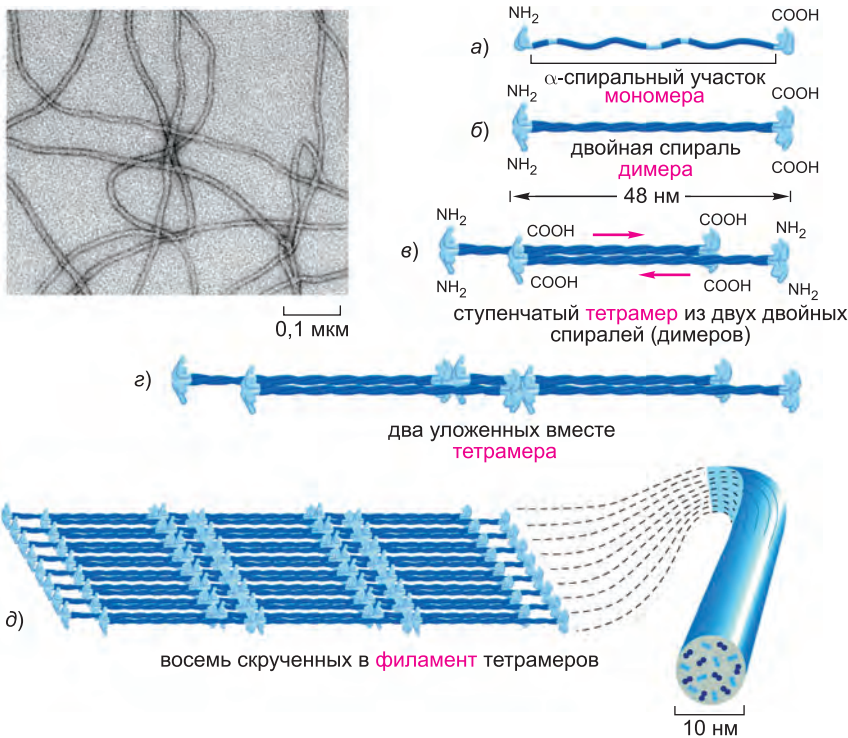 NH2 COOH
а)
α-спиральный участок
мономера
NH2 COOH
б)
двойная спираль
димера
NH2 COOH
48 нм
NH2 COOH COOH NH2
в)
NH2 COOH COOH NH2
ступенчатый тетрамер из двух двойных
спиралей (димеров)
0,1 мкм
г)
два уложенных вместе
тетрамера
д)
восемь скрученных в филамент тетрамеров
10 нм